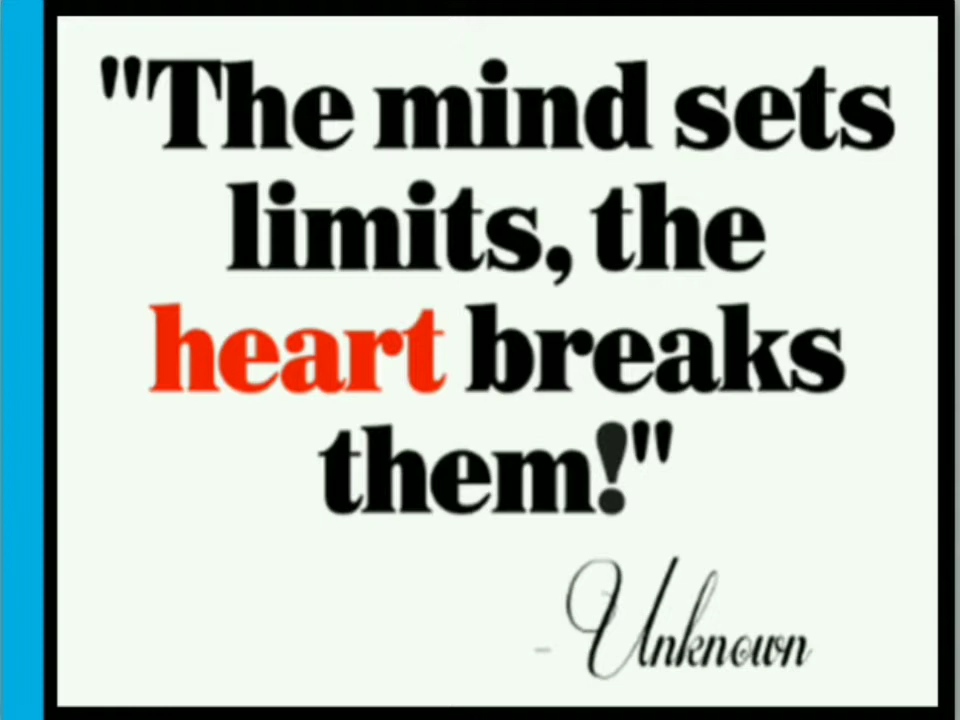 "The mind sets
limits, the
heart breaks
them!"
- Unknown